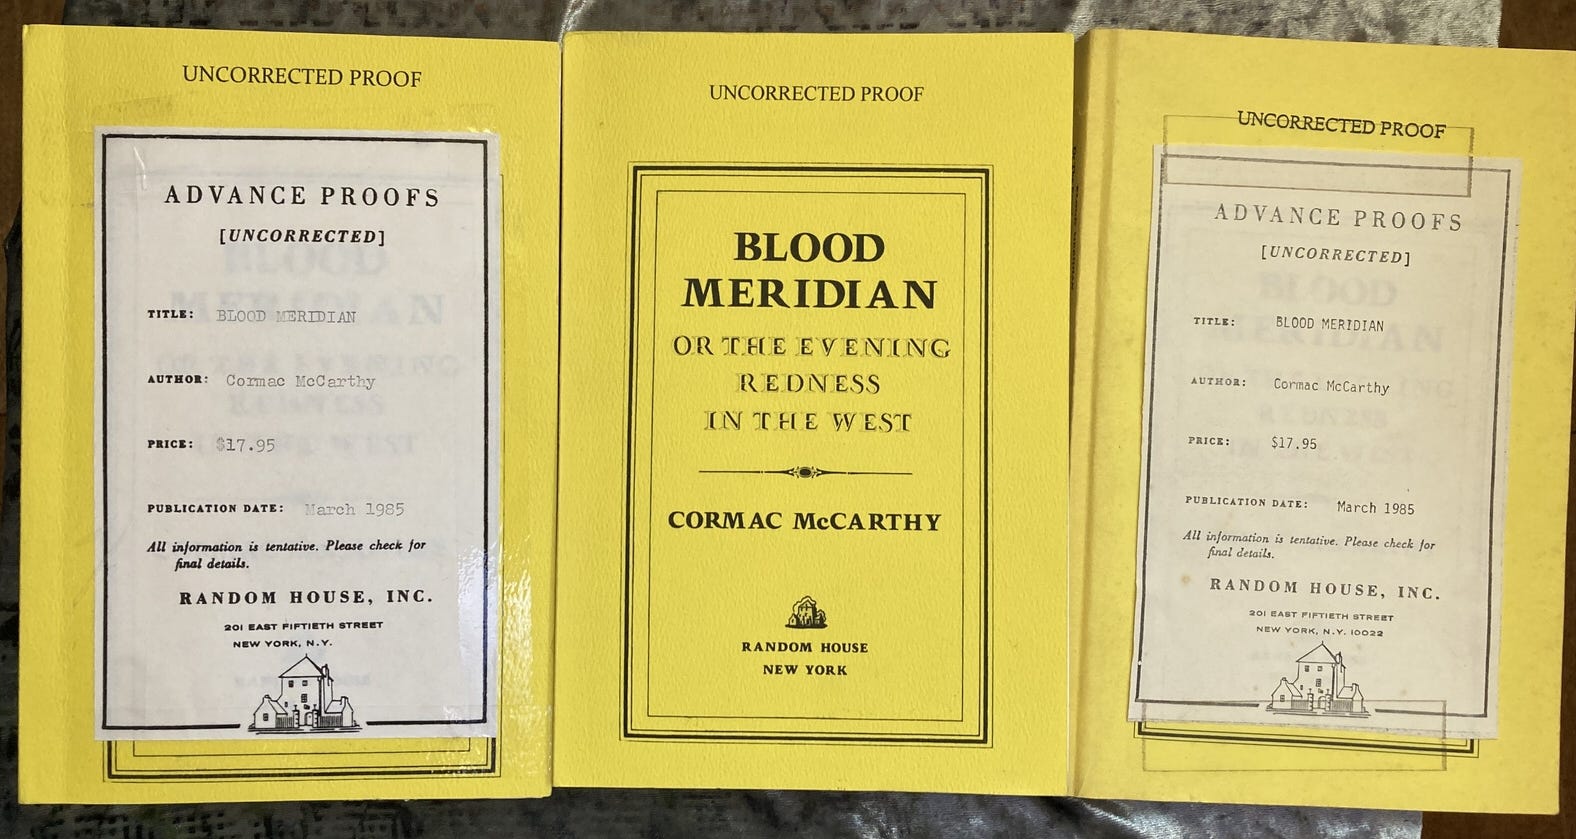 UNCORRECTED PROOF
ADVANCE PROOFS
[UNCORRECTED]
TITLE: BLOOD MERIDIAN
AUTHOR: Cormac McCarthy
PRICE: $17.95
PUBLICATION DATE: March 1985
All information is tentative. Please check for
final details.
RANDOM HOUSE, INC.
201 EAST FIFTIETH STREET
NEW YORK, N.Y.
UNCORRECTED PROOF
BLOOD
MERIDIAN
OR THE EVENING
REDNESS
IN THE WEST
CORMAC McCARTHY
RANDOM HOUSE
NEW YORK
UNCORRECTED PROOF
ADVANCE PROOFS
[UNCORRECTED]
TITLE: BLOOD MERIDIAN
AUTHOR: Cormac McCarthy
PRICE: $17.95
PUBLICATION DATE: March 1985
All information is tentative. Please check for
final details.
RANDOM HOUSE, INC.
201 EAST FIFTIETH STREET
NEW YORK, N.Y. 10022